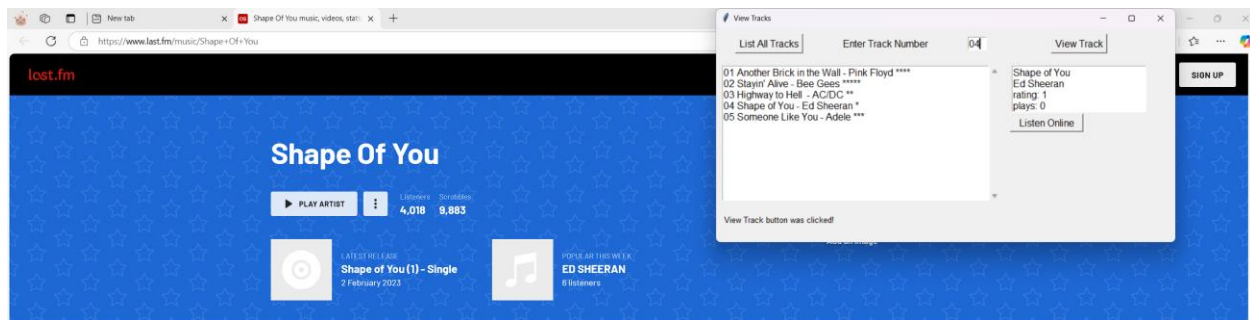 New tab
Shape Of You music, videos, stats
https://www.last.fm/music/Shape+Of+You
last.fm
SIGN UP
Shape Of You
PLAY ARTIST
Listeners Scrobbles
4,018 9,883
LATEST RELEASE
Shape of You (1) - Single
2 February 2023
POPULAR THIS WEEK
ED SHEERAN
6 listeners
View Tracks
List All Tracks Enter Track Number 04 View Track
01 Another Brick in the Wall - Pink Floyd ****
02 Stayin' Alive - Bee Gees *****
03 Highway to Hell - AC/DC **
04 Shape of You - Ed Sheeran *
05 Someone Like You - Adele ***
Shape of You
Ed Sheeran
rating: 1
plays: 0
Listen Online
View Track button was clicked!